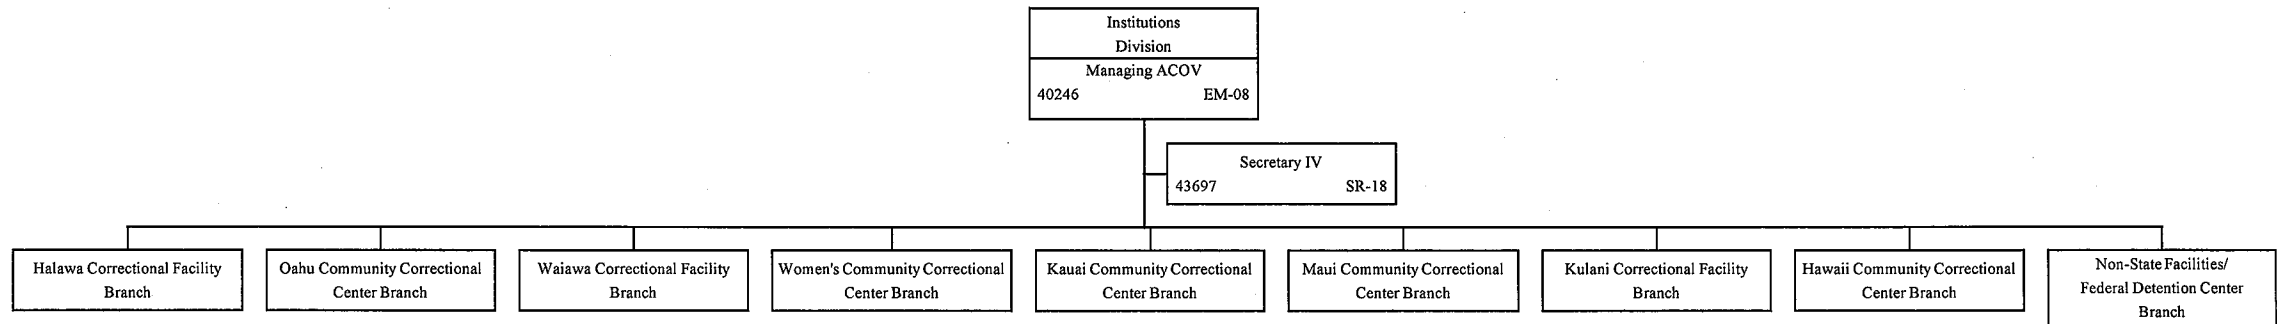 Institutions
Division
Managing ACOV
40246 EM-08
Secretary IV
43697 SR-18
Halawa Correctional Facility
Branch
Oahu Community Correctional
Center Branch
Waiawa Correctional Facility
Branch
Women's Community Correctional
Center Branch
Kauai Community Correctional
Center Branch
Maui Community Correctional
Center Branch
Kulani Correctional Facility
Branch
Hawaii Community Correctional
Center Branch
Non-State Facilities/
Federal Detention Center
Branch